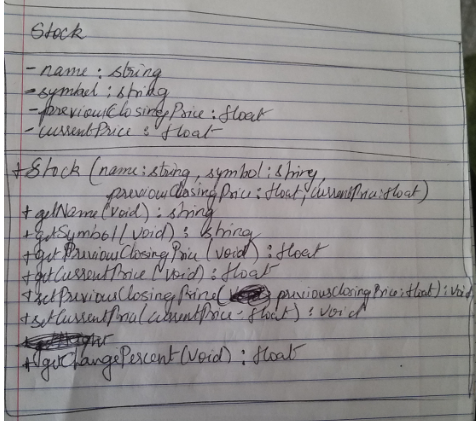 Stock
- name : string
- symbol : string
- previousClosingPrice : float
- currentPrice : float
+ Stock (name : string, symbol : string,
previousClosingPrice : float, currentPrice : float)
+ getName (void) : string
+ getSymbol (void) : string
+ getPreviousClosingPrice (void) : float
+ getCurrentPrice (void) : float
+ setPreviousClosingPrice ( previousClosingPrice : float) : void
+ setCurrentPrice (currentPrice : float) : void
+ getChangePercent (void) : float